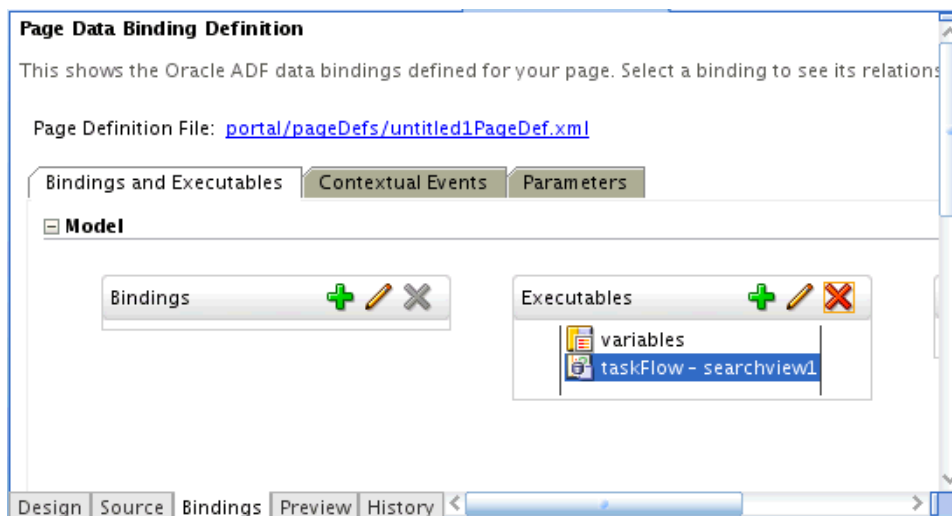 Page Data Binding Definition
This shows the Oracle ADF data bindings defined for your page. Select a binding to see its relations
Page Definition File: portal/pageDefs/untitled1PageDef.xml
Bindings and Executables Contextual Events Parameters
Model
Bindings Executables
variables
taskFlow - searchview1
Design Source Bindings Preview History